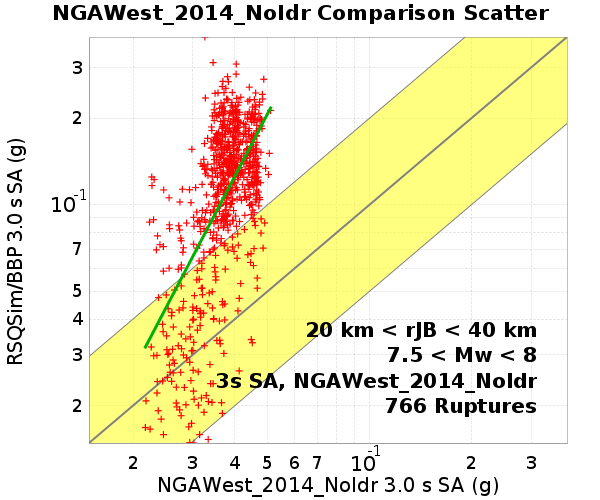 NGAWest_2014_NoIdr Comparison Scatter
RSQSim/BBP 3.0 s SA (g)
3
2
10^-1
7
5
4
3
2
20 km < rJB < 40 km
7.5 < Mw < 8
3s SA, NGAWest_2014_NoIdr
766 Ruptures
2 3 4 5 6 7 10^-1 2 3
NGAWest_2014_NoIdr 3.0 s SA (g)